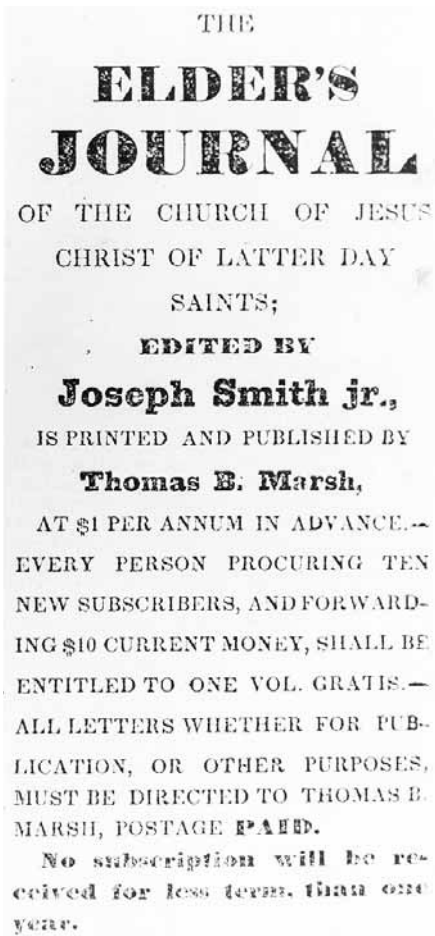 THE
ELDER'S
JOURNAL
OF THE CHURCH OF JESUS
CHRIST OF LATTER DAY
SAINTS;
EDITED BY
Joseph Smith jr.,
IS PRINTED AND PUBLISHED BY
Thomas B. Marsh,
AT $1 PER ANNUM IN ADVANCE.—
EVERY PERSON PROCURING TEN
NEW SUBSCRIBERS, AND FORWARD-
ING $10 CURRENT MONEY, SHALL BE
ENTITLED TO ONE VOL. GRATIS.—
ALL LETTERS WHETHER FOR PUB-
LICATION, OR OTHER PURPOSES,
MUST BE DIRECTED TO THOMAS B.
MARSH, POSTAGE PAID.
No subscription will be re-
ceived for less term, than one
year.